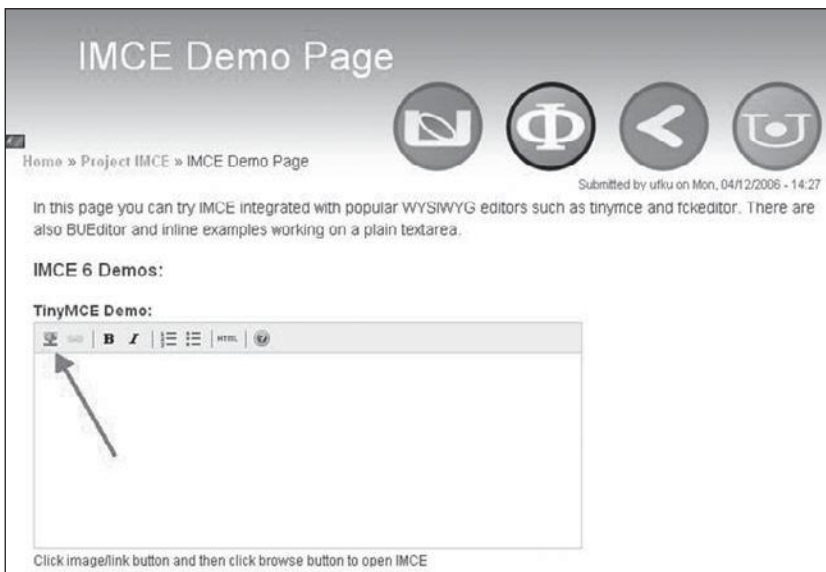 IMCE Demo Page
Home » Project IMCE » IMCE Demo Page
Submitted by ufku on Mon, 04/12/2006 - 14:27
In this page you can try IMCE integrated with popular WYSIWYG editors such as tinymce and fckeditor. There are
also BUEditor and inline examples working on a plain textarea.
IMCE 6 Demos:
TinyMCE Demo:
B I HTML ?
Click image/link button and then click browse button to open IMCE